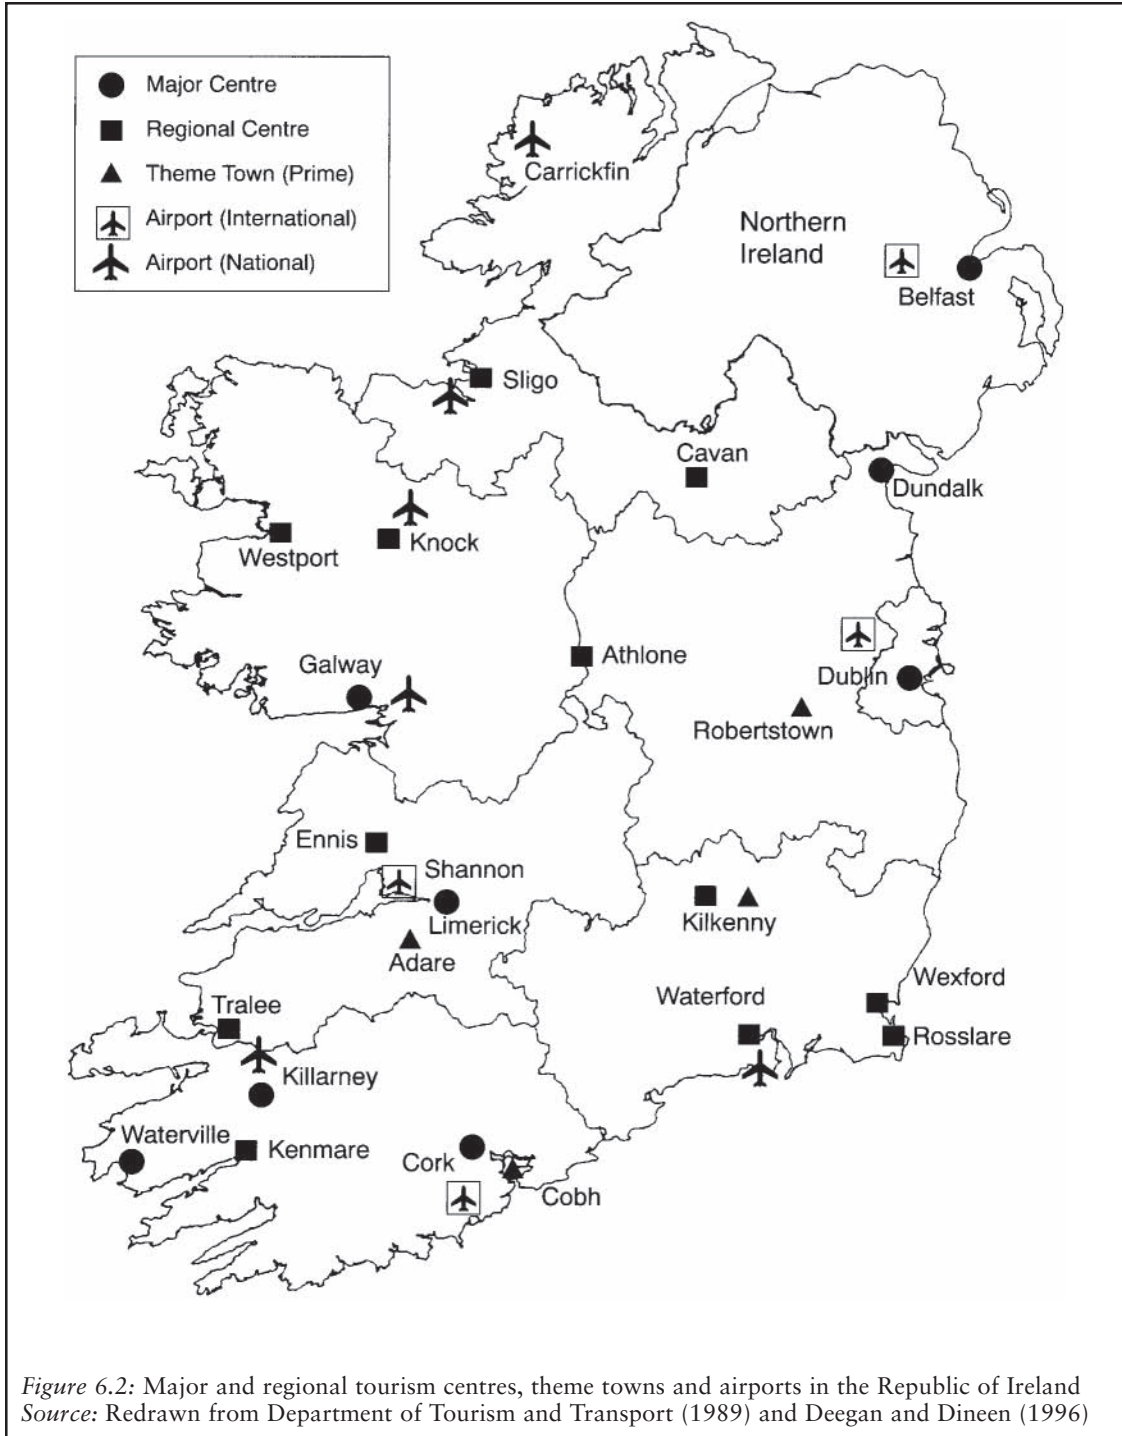 Major Centre
Regional Centre
Theme Town (Prime)
Airport (International)
Airport (National)
Carrickfin
Northern
Ireland
Belfast
Sligo
Cavan
Dundalk
Westport
Knock
Galway
Athlone
Dublin
Robertstown
Ennis
Shannon
Limerick
Kilkenny
Adare
Wexford
Waterford
Tralee
Rosslare
Killarney
Waterville
Kenmare
Cork
Cobh
Figure 6.2: Major and regional tourism centres, theme towns and airports in the Republic of Ireland
Source: Redrawn from Department of Tourism and Transport (1989) and Deegan and Dineen (1996)